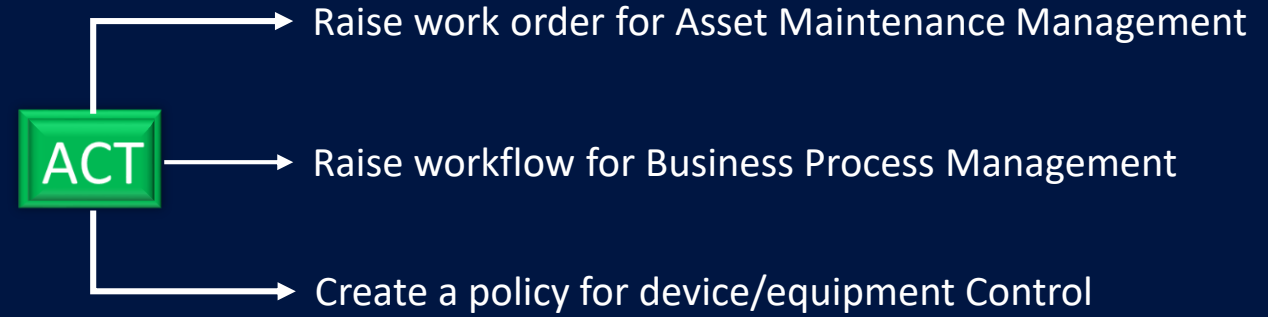 Raise work order for Asset Maintenance Management
ACT
Raise workflow for Business Process Management
Create a policy for device/equipment Control